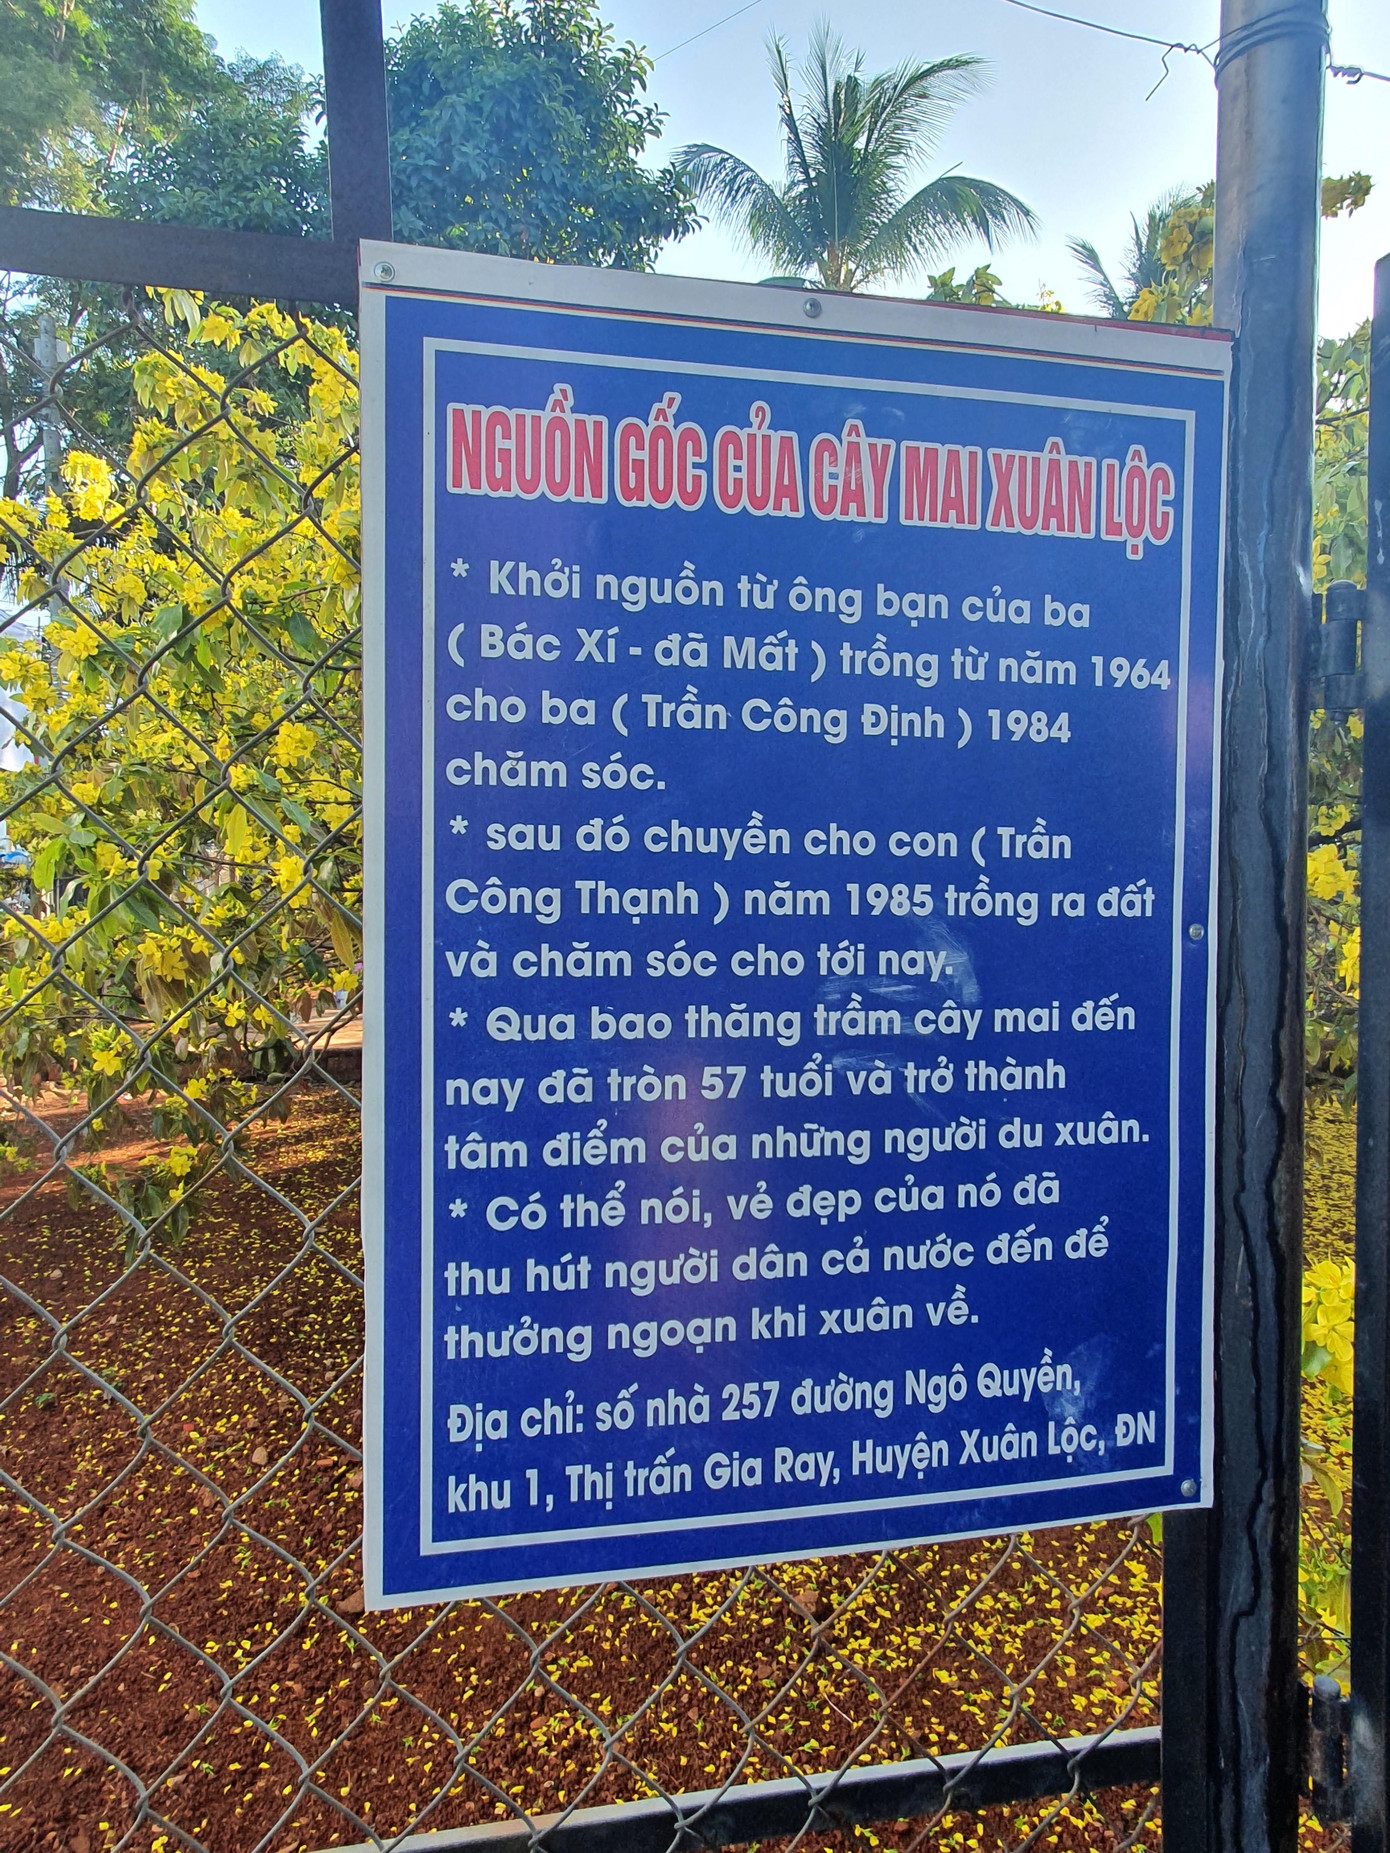 NGUỒN GỐC CỦA CÂY MAI XUÂN LỘC
* Khởi nguồn từ ông bạn của ba
( Bác Xí - đã Mất ) trồng từ năm 1964
cho ba ( Trần Công Định ) 1984
chăm sóc.
* sau đó chuyền cho con ( Trần
Công Thạnh ) năm 1985 trồng ra đất
và chăm sóc cho tới nay.
* Qua bao thăng trầm cây mai đến
nay đã tròn 57 tuổi và trở thành
tâm điểm của những người du xuân.
* Có thể nói, vẻ đẹp của nó đã
thu hút người dân cả nước đến để
thưởng ngoạn khi xuân về.
Địa chỉ: số nhà 257 đường Ngô Quyền,
khu 1, Thị trấn Gia Ray, Huyện Xuân Lộc, ĐN